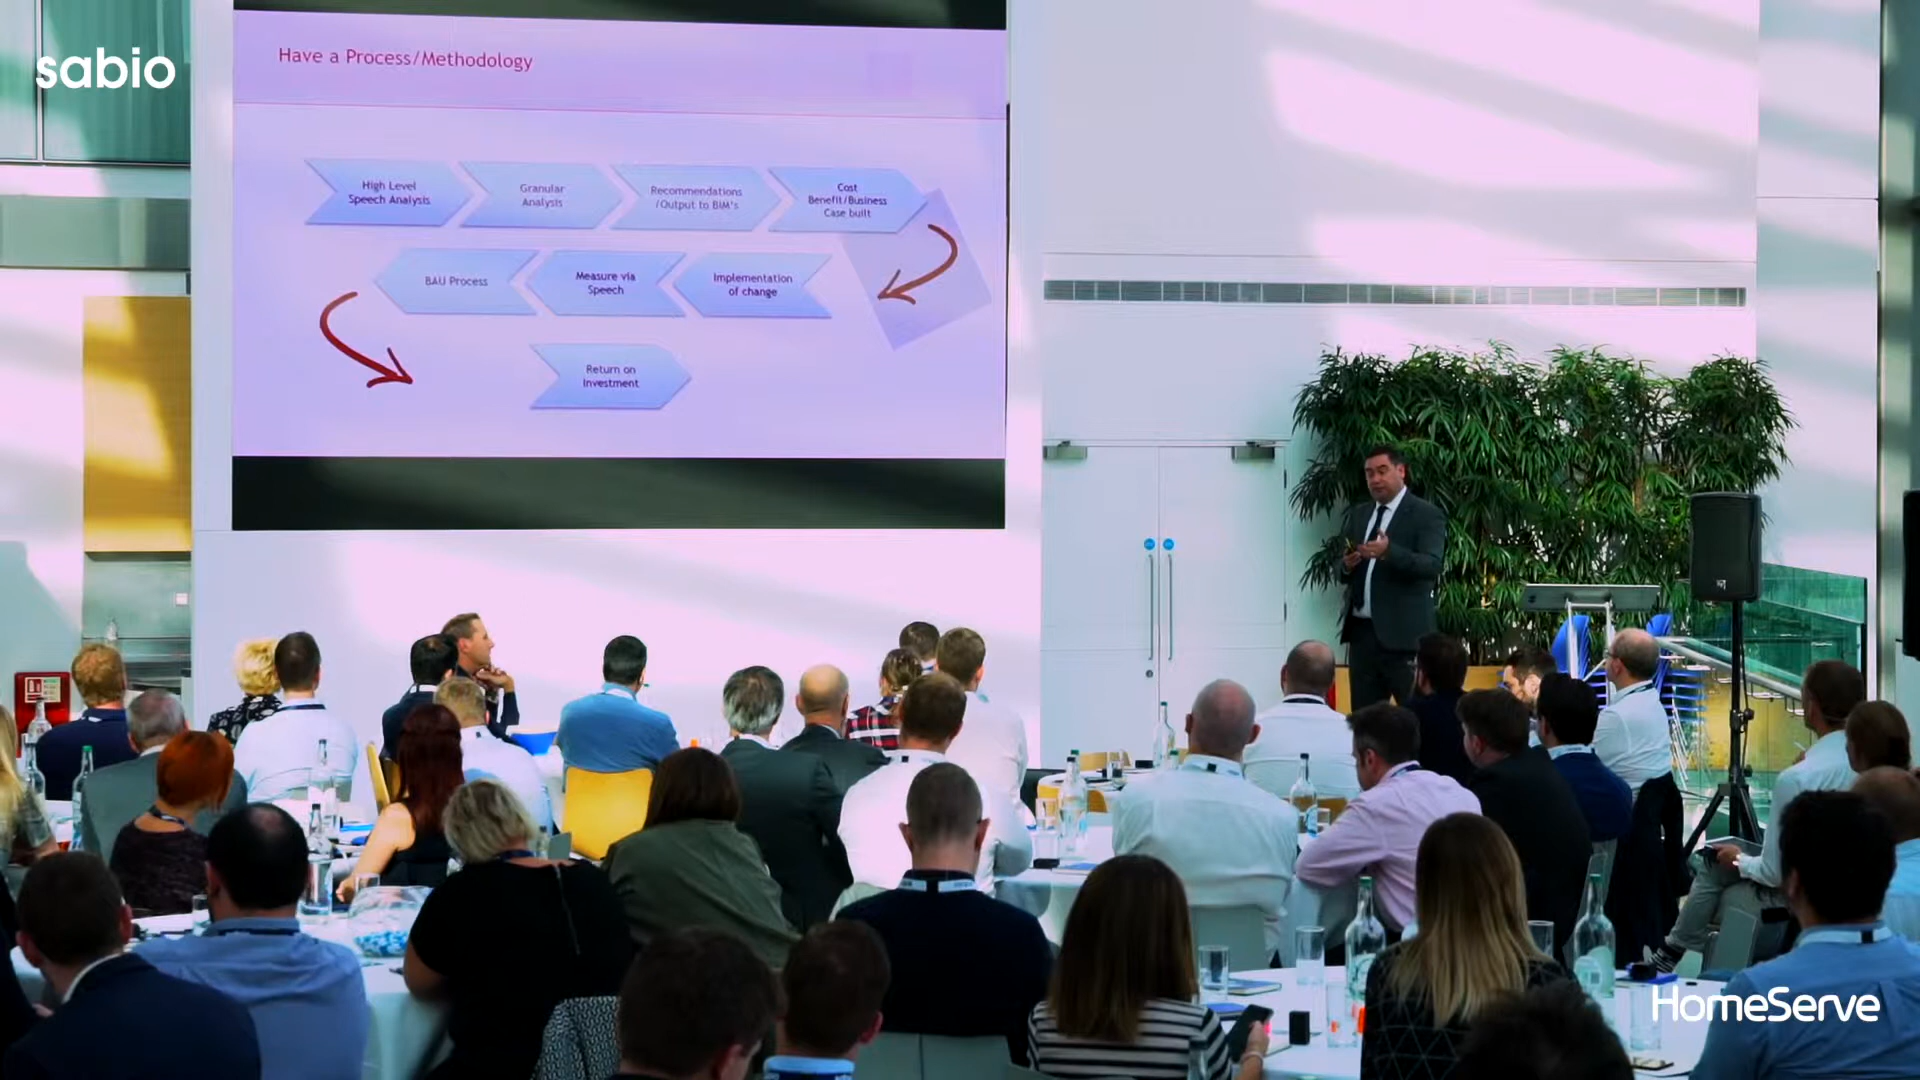 sabio
Have a Process/Methodology
High Level
Speech Analysis
Granular
Analysis
Recommendations
/Output to BIM's
Cost
Benefit/Business
Case built
BAU Process
Measure via
Speech
Implementation
of change
Return on
Investment
HomeServe